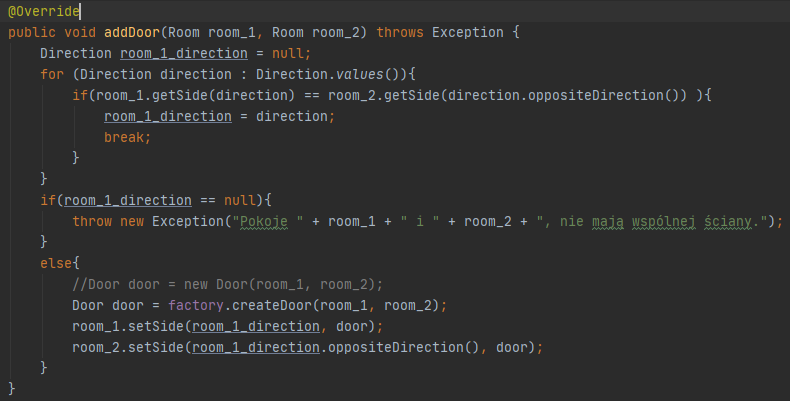 @Override
public void addDoor(Room room_1, Room room_2) throws Exception {
    Direction room_1_direction = null;
    for (Direction direction : Direction.values()){
        if(room_1.getSide(direction) == room_2.getSide(direction.oppositeDirection()) ){
            room_1_direction = direction;
            break;
        }
    }
    if(room_1_direction == null){
        throw new Exception("Pokoje " + room_1 + " i " + room_2 + ", nie mają wspólnej ściany.");
    }
    else{
        //Door door = new Door(room_1, room_2);
        Door door = factory.createDoor(room_1, room_2);
        room_1.setSide(room_1_direction, door);
        room_2.setSide(room_1_direction.oppositeDirection(), door);
    }
}